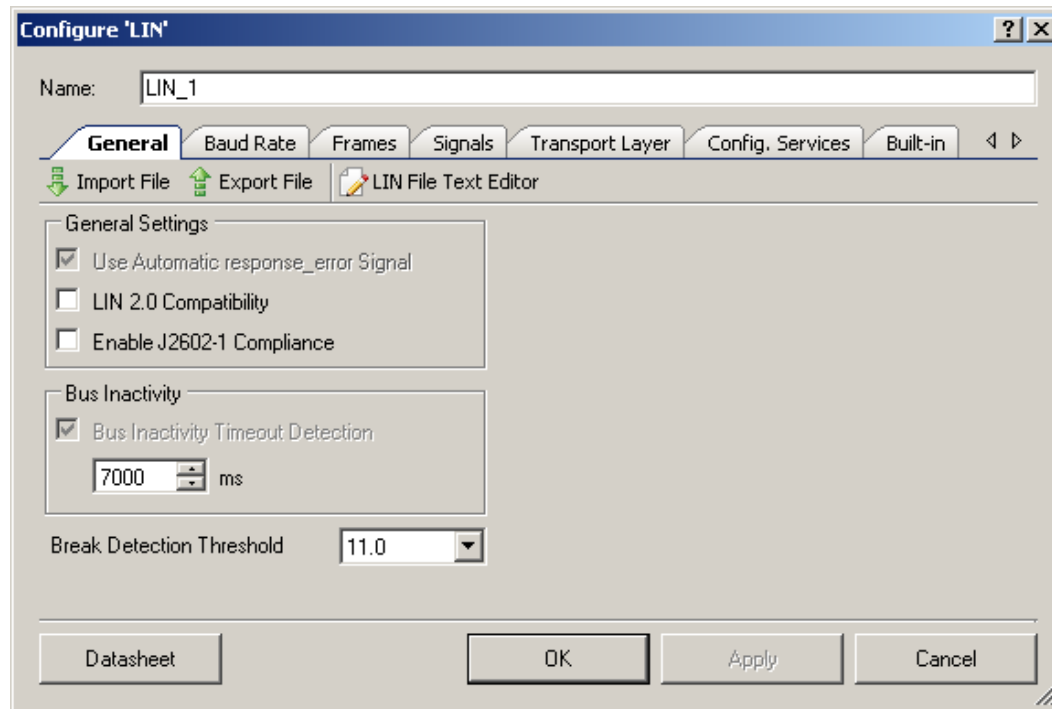 Configure 'LIN'
Name: LIN_1
General Baud Rate Frames Signals Transport Layer Config. Services Built-in
Import File Export File LIN File Text Editor
General Settings
Use Automatic response_error Signal
LIN 2.0 Compatibility
Enable J2602-1 Compliance
Bus Inactivity
Bus Inactivity Timeout Detection
7000 ms
Break Detection Threshold 11.0
Datasheet OK Apply Cancel